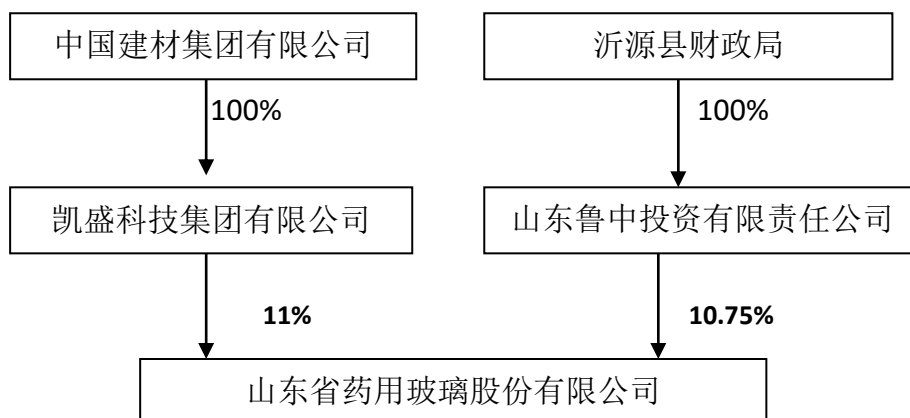 中国建材集团有限公司
沂源县财政局
100%
100%
凯盛科技集团有限公司
山东鲁中投资有限责任公司
11%
10.75%
山东省药用玻璃股份有限公司